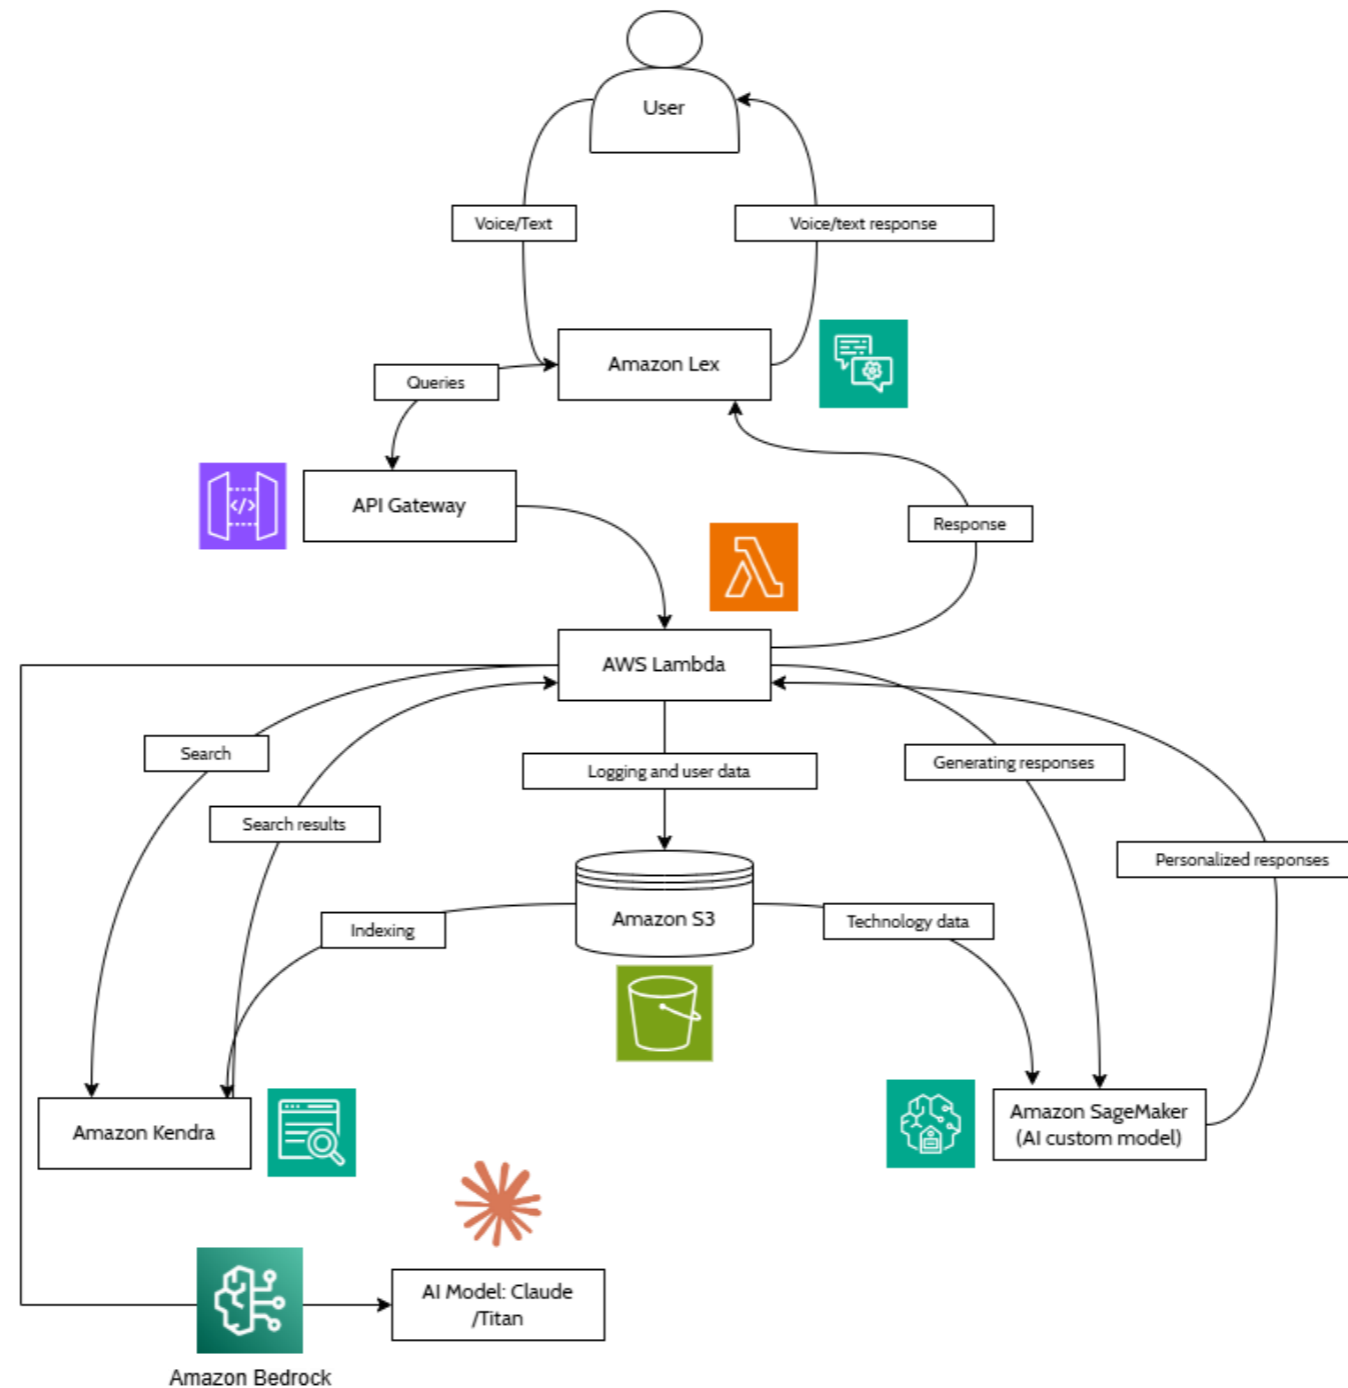 User
Voice/Text
Voice/text response
Amazon Lex
Queries
API Gateway
</>
Response
AWS Lambda
Search
Generating responses
Logging and user data
Search results
Personalized responses
Amazon S3
Indexing
Technology data
Amazon Kendra
Amazon SageMaker
(AI custom model)
AI Model: Claude
/Titan
Amazon Bedrock